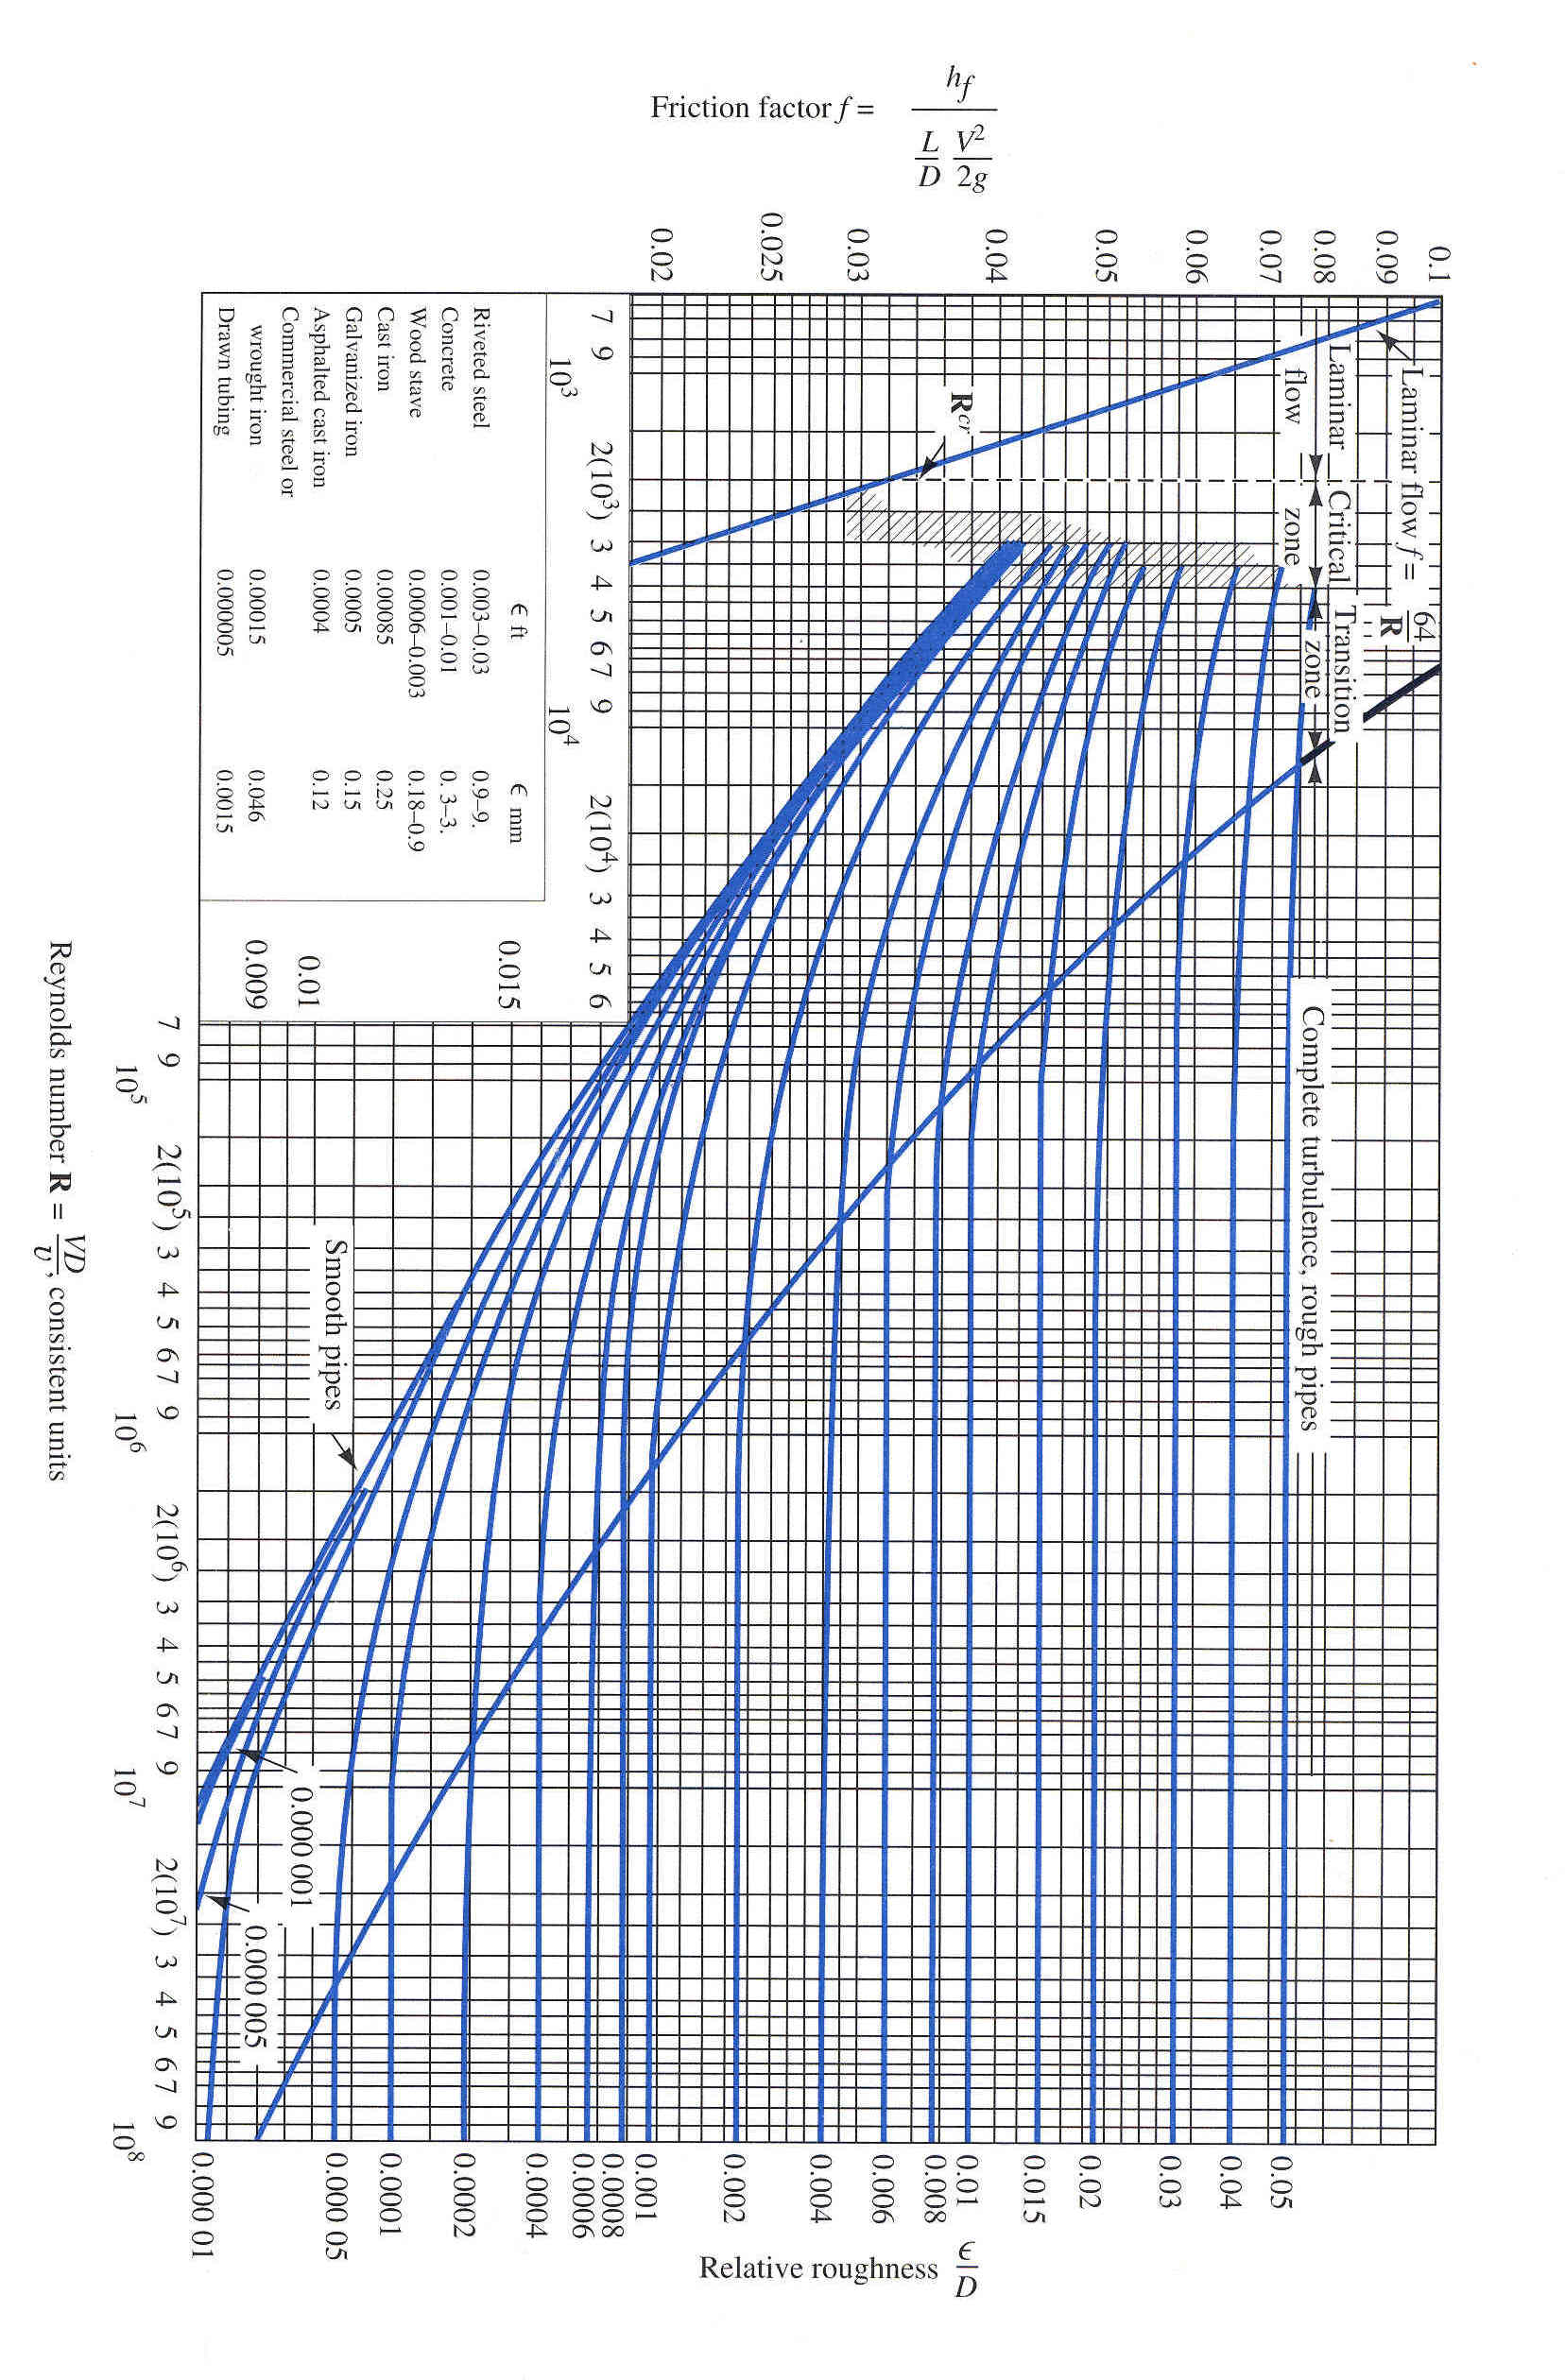 Friction factor f = h_f / (L/D V²/2g)
0.1
0.09
0.08
0.07
0.06
0.05
0.04
0.03
0.025
0.02
0.015
0.01
0.009
Laminar flow f = 64/R
Laminar flow
Critical zone
Transition zone
Complete turbulence, rough pipes
Rcr
Smooth pipes
0.000 001
0.000 005
7 9 10³ 2(10³) 3 4 5 6 7 9 10⁴ 2(10⁴) 3 4 5 6
7 9 10⁵ 2(10⁵) 3 4 5 6 7 9 10⁶ 2(10⁶) 3 4 5 6 7 9 10⁷ 2(10⁷) 3 4 5 6 7 9 10⁸
ϵ ft ϵ mm
Riveted steel 0.003–0.03 0.9–9.
Concrete 0.001–0.01 0. 3–3.
Wood stave 0.0006–0.003 0.18–0.9
Cast iron 0.00085 0.25
Galvanized iron 0.0005 0.15
Asphalted cast iron 0.0004 0.12
Commercial steel or
wrought iron 0.00015 0.046
Drawn tubing 0.000005 0.0015
0.05
0.04
0.03
0.02
0.015
0.01
0.008
0.006
0.004
0.002
0.001
0.0008
0.0006
0.0004
0.0002
0.0001
0.000 05
0.000 01
Relative roughness ϵ/D
Reynolds number R = VD/υ, consistent units